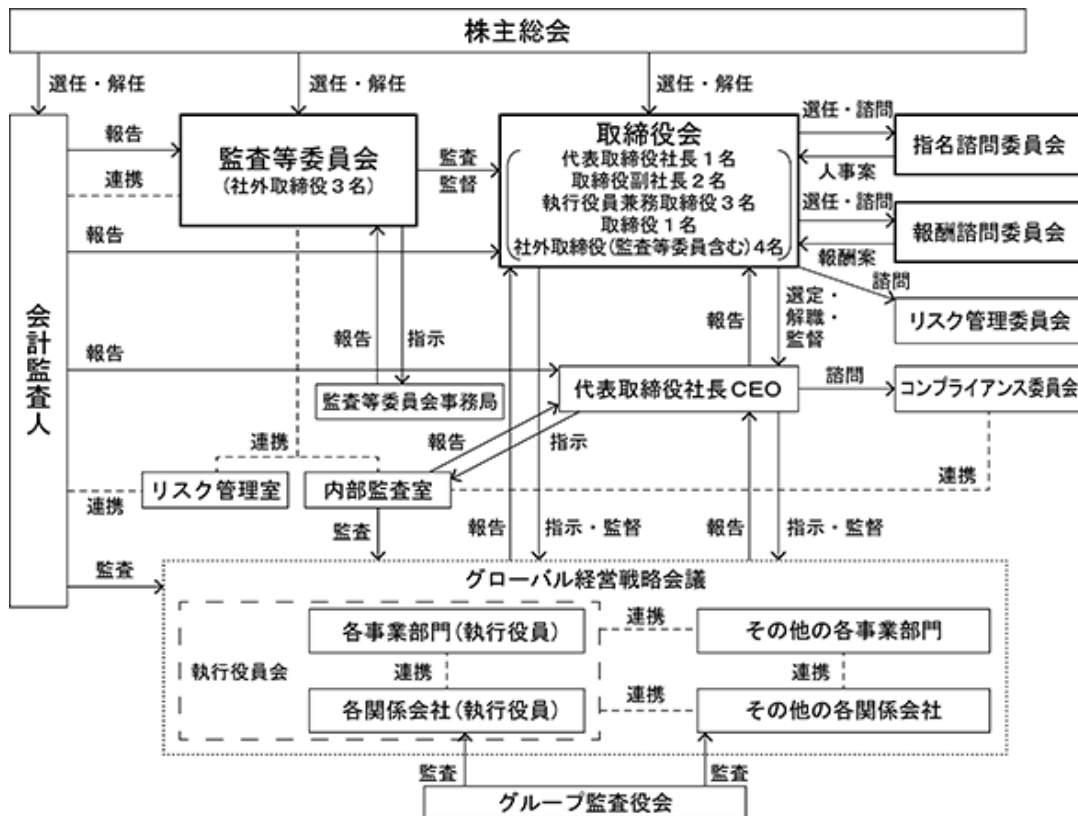 株主総会
選任・解任
選任・解任
選任・解任
報告
監査等委員会
(社外取締役3名)
監査
監督
取締役会
代表取締役社長1名
取締役副社長2名
執行役員兼務取締役3名
取締役1名
社外取締役(監査等委員含む)4名
選任・諮問
指名諮問委員会
人事案
連携
選任・諮問
報酬諮問委員会
報酬案
報告
諮問
リスク管理委員会
会計監査人
報告
指示
報告
選定・
解職・
監督
報告
監査等委員会事務局
代表取締役社長CEO
諮問
コンプライアンス委員会
連携
報告
指示
連携
連携
リスク管理室
内部監査室
監査
報告
指示・監督
報告
指示・監督
監査
グローバル経営戦略会議
執行役員会
各事業部門(執行役員)
連携
その他の各事業部門
連携
連携
各関係会社(執行役員)
連携
その他の各関係会社
監査
監査
グループ監査役会